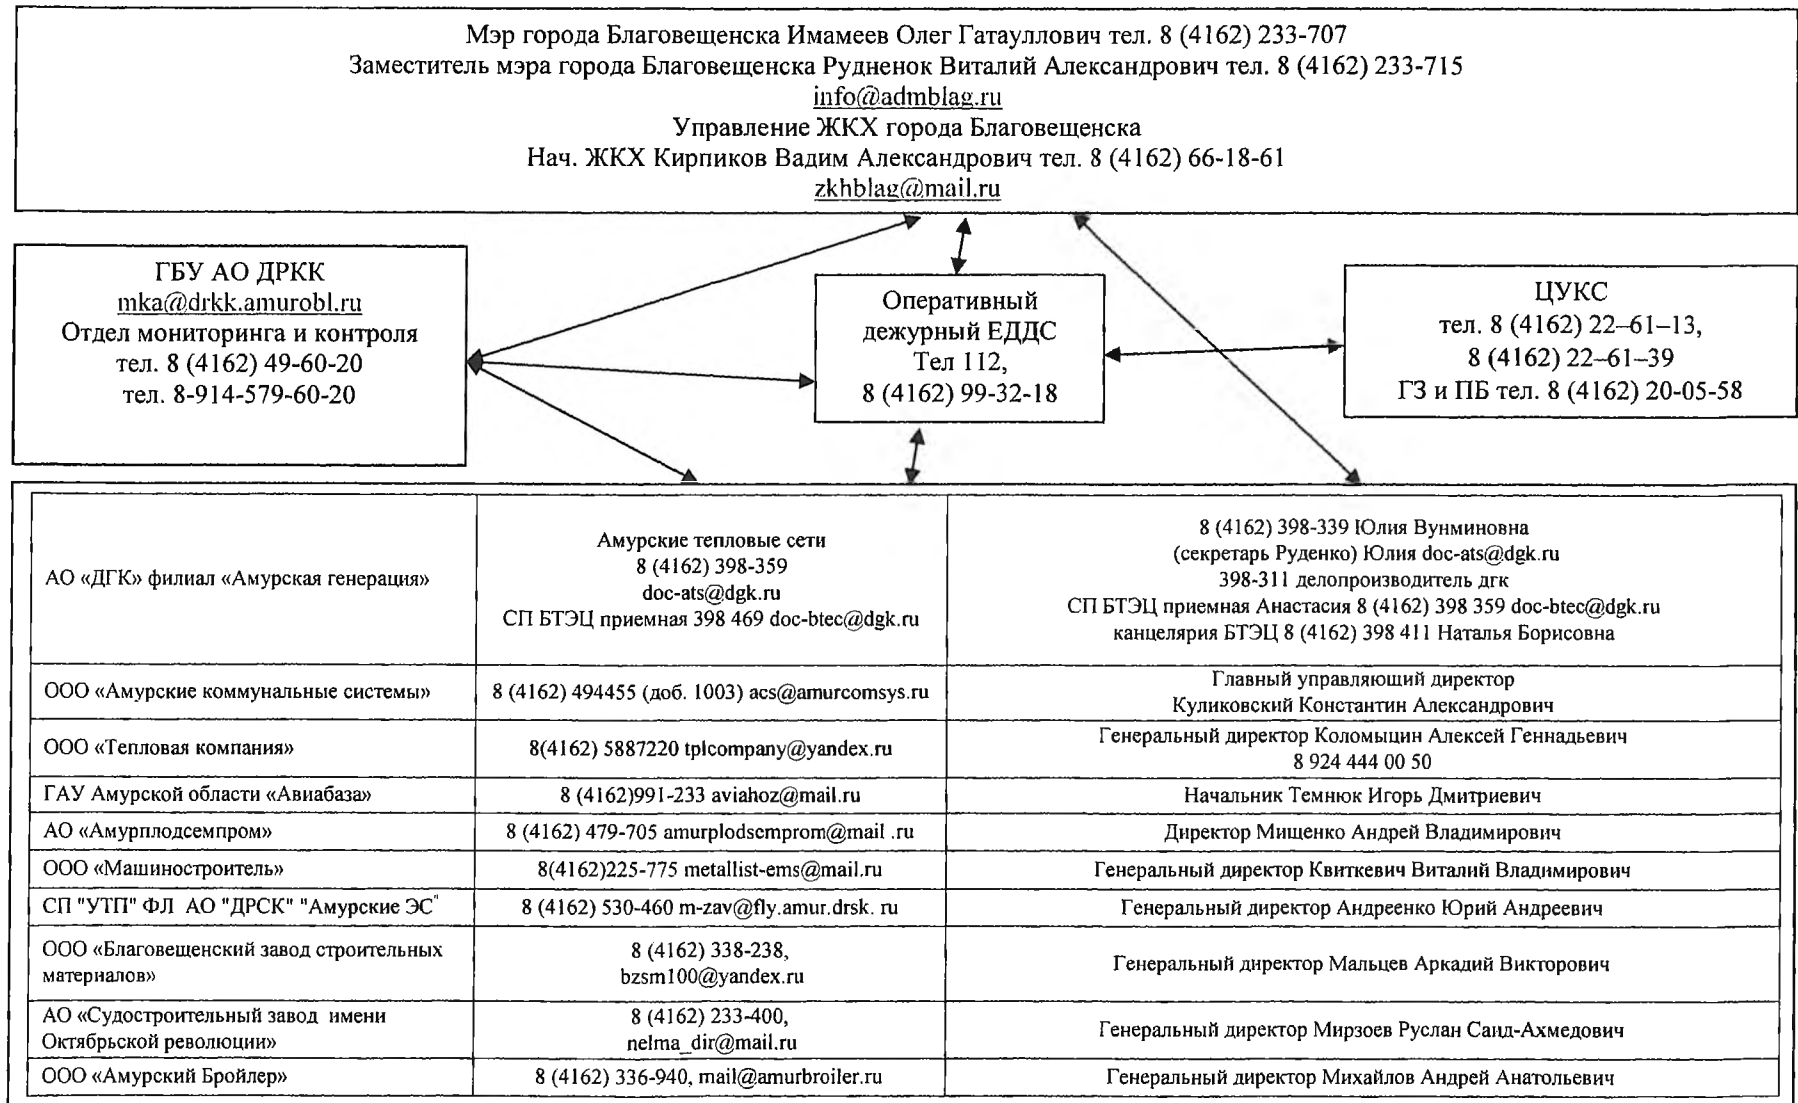 Мэр города Благовещенска Имамеев Олег Гатауллович тел. 8 (4162) 233-707
Заместитель мэра города Благовещенска Рудненок Виталий Александрович тел. 8 (4162) 233-715
info@admblag.ru
Управление ЖКХ города Благовещенска
Нач. ЖКХ Кирпиков Вадим Александрович тел. 8 (4162) 66-18-61
zkhblag@mail.ru
ГБУ АО ДРКК
mka@drkk.amurobl.ru
Отдел мониторинга и контроля
тел. 8 (4162) 49-60-20
тел. 8-914-579-60-20
Оперативный
дежурный ЕДДС
Тел 112,
8 (4162) 99-32-18
ЦУКС
тел. 8 (4162) 22–61–13,
8 (4162) 22–61–39
ГЗ и ПБ тел. 8 (4162) 20-05-58
АО «ДГК» филиал «Амурская генерация»
Амурские тепловые сети
8 (4162) 398-359
doc-ats@dgk.ru
СП БТЭЦ приемная 398 469 doc-btec@dgk.ru
8 (4162) 398-339 Юлия Вунминовна
(секретарь Руденко) Юлия doc-ats@dgk.ru
398-311 делопроизводитель дгк
СП БТЭЦ приемная Анастасия 8 (4162) 398 359 doc-btec@dgk.ru
канцелярия БТЭЦ 8 (4162) 398 411 Наталья Борисовна
ООО «Амурские коммунальные системы»
8 (4162) 494455 (доб. 1003) acs@amurcomsys.ru
Главный управляющий директор
Куликовский Константин Александрович
ООО «Тепловая компания»
8(4162) 5887220 tplcompany@yandex.ru
Генеральный директор Коломыцин Алексей Геннадьевич
8 924 444 00 50
ГАУ Амурской области «Авиабаза»
8 (4162)991-233 aviahoz@mail.ru
Начальник Темнюк Игорь Дмитриевич
АО «Амурплодсемпром»
8 (4162) 479-705 amurplodsemprom@mail .ru
Директор Мищенко Андрей Владимирович
ООО «Машиностроитель»
8(4162)225-775 metallist-ems@mail.ru
Генеральный директор Квиткевич Виталий Владимирович
СП "УТП" ФЛ АО "ДРСК" "Амурские ЭС"
8 (4162) 530-460 m-zav@fly.amur.drsk. ru
Генеральный директор Андреенко Юрий Андреевич
ООО «Благовещенский завод строительных
материалов»
8 (4162) 338-238,
bzsm100@yandex.ru
Генеральный директор Мальцев Аркадий Викторович
АО «Судостроительный завод имени
Октябрьской революции»
8 (4162) 233-400,
nelma_dir@mail.ru
Генеральный директор Мирзоев Руслан Саид-Ахмедович
ООО «Амурский Бройлер»
8 (4162) 336-940, mail@amurbroiler.ru
Генеральный директор Михайлов Андрей Анатольевич